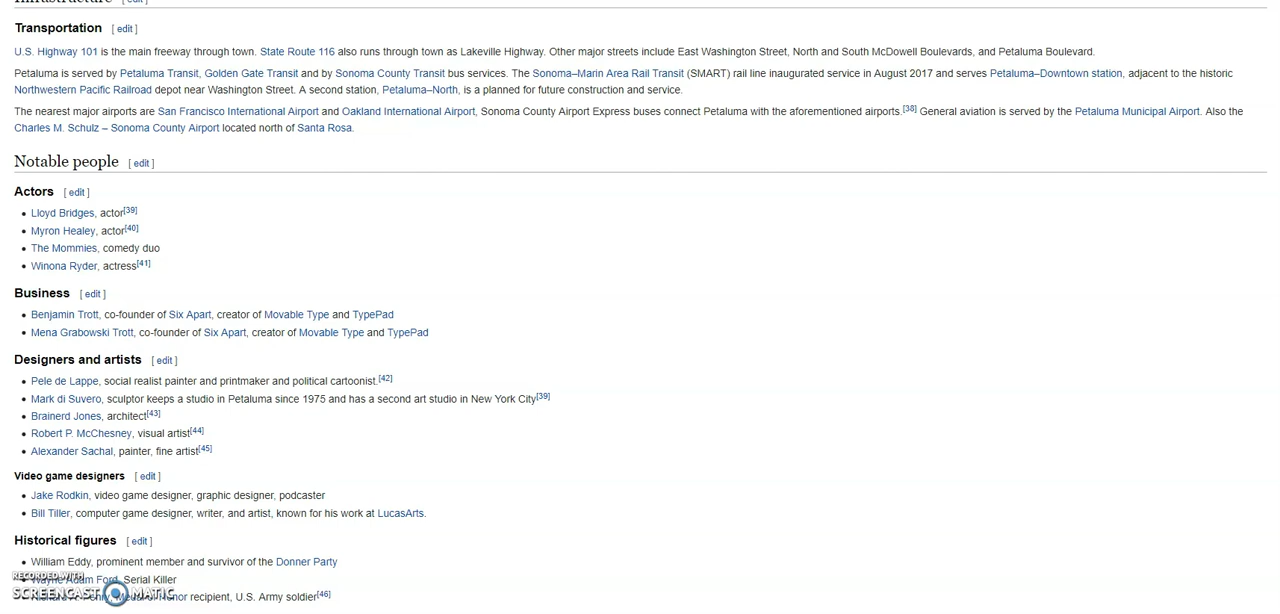 Infrastructure [ edit ]
Transportation [ edit ]
U.S. Highway 101 is the main freeway through town. State Route 116 also runs through town as Lakeville Highway. Other major streets include East Washington Street, North and South McDowell Boulevards, and Petaluma Boulevard.
Petaluma is served by Petaluma Transit, Golden Gate Transit and by Sonoma County Transit bus services. The Sonoma–Marin Area Rail Transit (SMART) rail line inaugurated service in August 2017 and serves Petaluma–Downtown station, adjacent to the historic
Northwestern Pacific Railroad depot near Washington Street. A second station, Petaluma–North, is a planned for future construction and service.
The nearest major airports are San Francisco International Airport and Oakland International Airport, Sonoma County Airport Express buses connect Petaluma with the aforementioned airports.[38] General aviation is served by the Petaluma Municipal Airport. Also the
Charles M. Schulz – Sonoma County Airport located north of Santa Rosa.
Notable people [ edit ]
Actors [ edit ]
• Lloyd Bridges, actor[39]
• Myron Healey, actor[40]
• The Mommies, comedy duo
• Winona Ryder, actress[41]
Business [ edit ]
• Benjamin Trott, co-founder of Six Apart, creator of Movable Type and TypePad
• Mena Grabowski Trott, co-founder of Six Apart, creator of Movable Type and TypePad
Designers and artists [ edit ]
• Pele de Lappe, social realist painter and printmaker and political cartoonist.[42]
• Mark di Suvero, sculptor keeps a studio in Petaluma since 1975 and has a second art studio in New York City[39]
• Brainerd Jones, architect[43]
• Robert P. McChesney, visual artist[44]
• Alexander Sachal, painter, fine artist[45]
Video game designers [ edit ]
• Jake Rodkin, video game designer, graphic designer, podcaster
• Bill Tiller, computer game designer, writer, and artist, known for his work at LucasArts.
Historical figures [ edit ]
• William Eddy, prominent member and survivor of the Donner Party
• Wayne Adam Ford, Serial Killer
• Richard Penry, Medal of Honor recipient, U.S. Army soldier[46]
RECORDED WITH
SCREENCAST MATIC